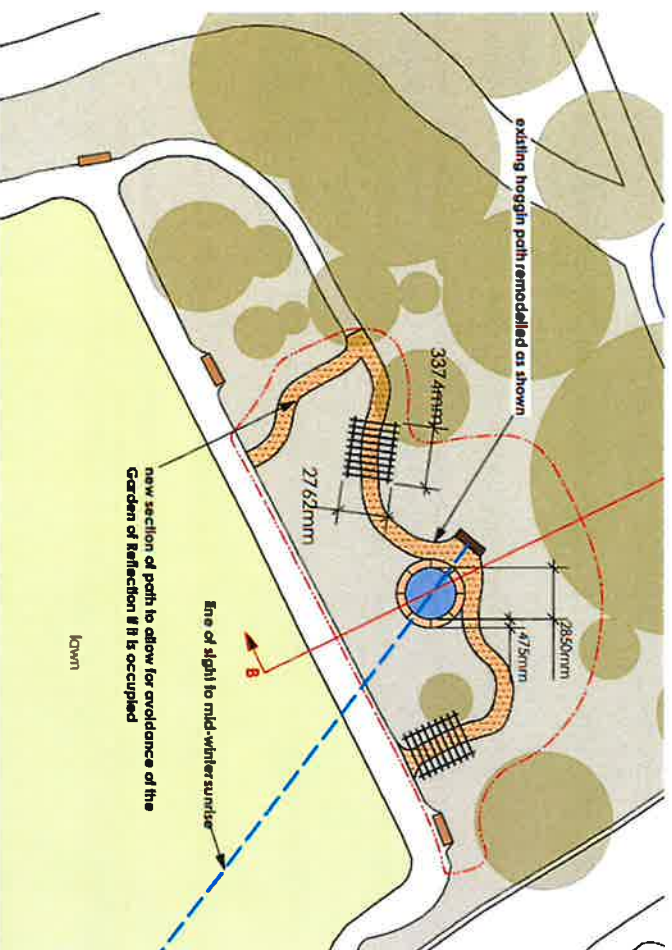 existing hoggin path remodelled as shown
3374mm
2762mm
2850mm
475mm
B
new section of path to allow for avoidance of the
Garden of Reflection if it is occupied
line of sight to mid-winter sunrise
lawn